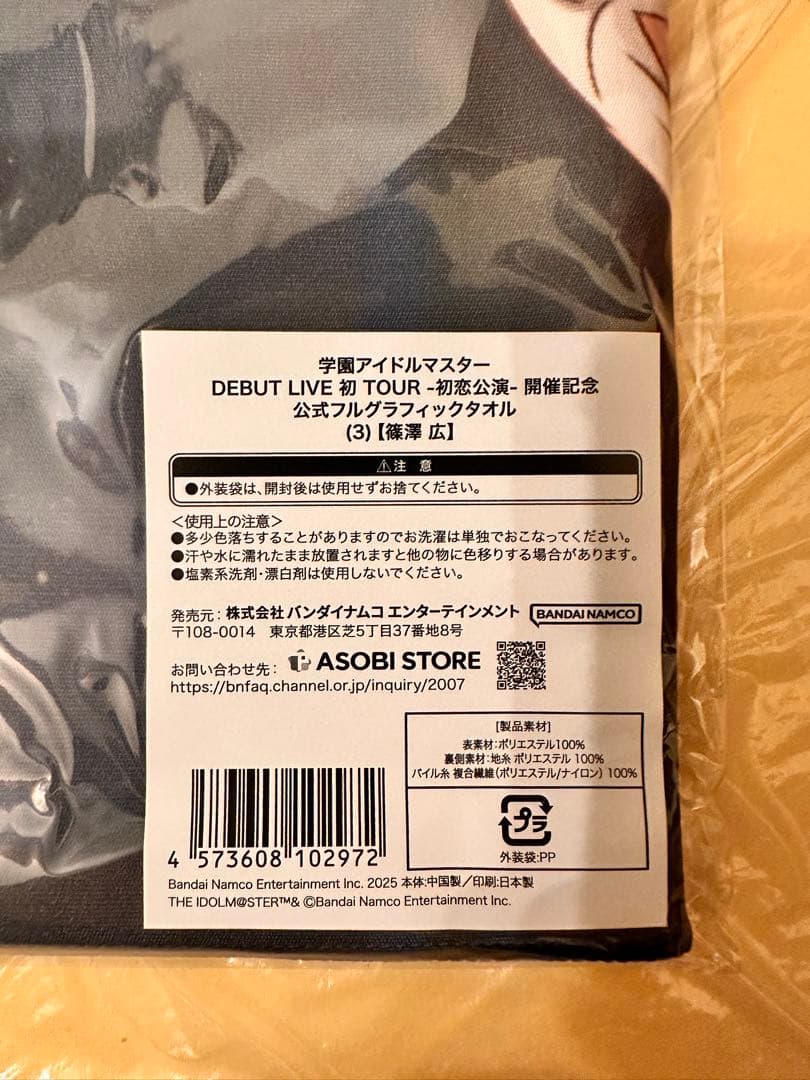 学園アイドルマスター
DEBUT LIVE 初 TOUR -初恋公演- 開催記念
公式フルグラフィックタオル
(3)【篠澤 広】
⚠注 意
●外装袋は、開封後は使用せずお捨てください。
＜使用上の注意＞
●多少色落ちすることがありますのでお洗濯は単独でおこなってください。
●汗や水に濡れたまま放置されますと他の物に色移りする場合があります。
●塩素系洗剤・漂白剤は使用しないでください。
発売元：株式会社 バンダイナムコ エンターテインメント BANDAI NAMCO
〒108-0014 東京都港区芝5丁目37番地8号
お問い合わせ先： ASOBI STORE
https://bnfaq.channel.or.jp/inquiry/2007
[製品素材]
表素材：ポリエステル100%
裏側素材：地糸 ポリエステル 100%
パイル糸 複合繊維（ポリエステル/ナイロン） 100%
プラ
外装袋:PP
4 573608 102972
Bandai Namco Entertainment Inc. 2025 本体:中国製／印刷:日本製
THE IDOLM@STER™& ©Bandai Namco Entertainment Inc.